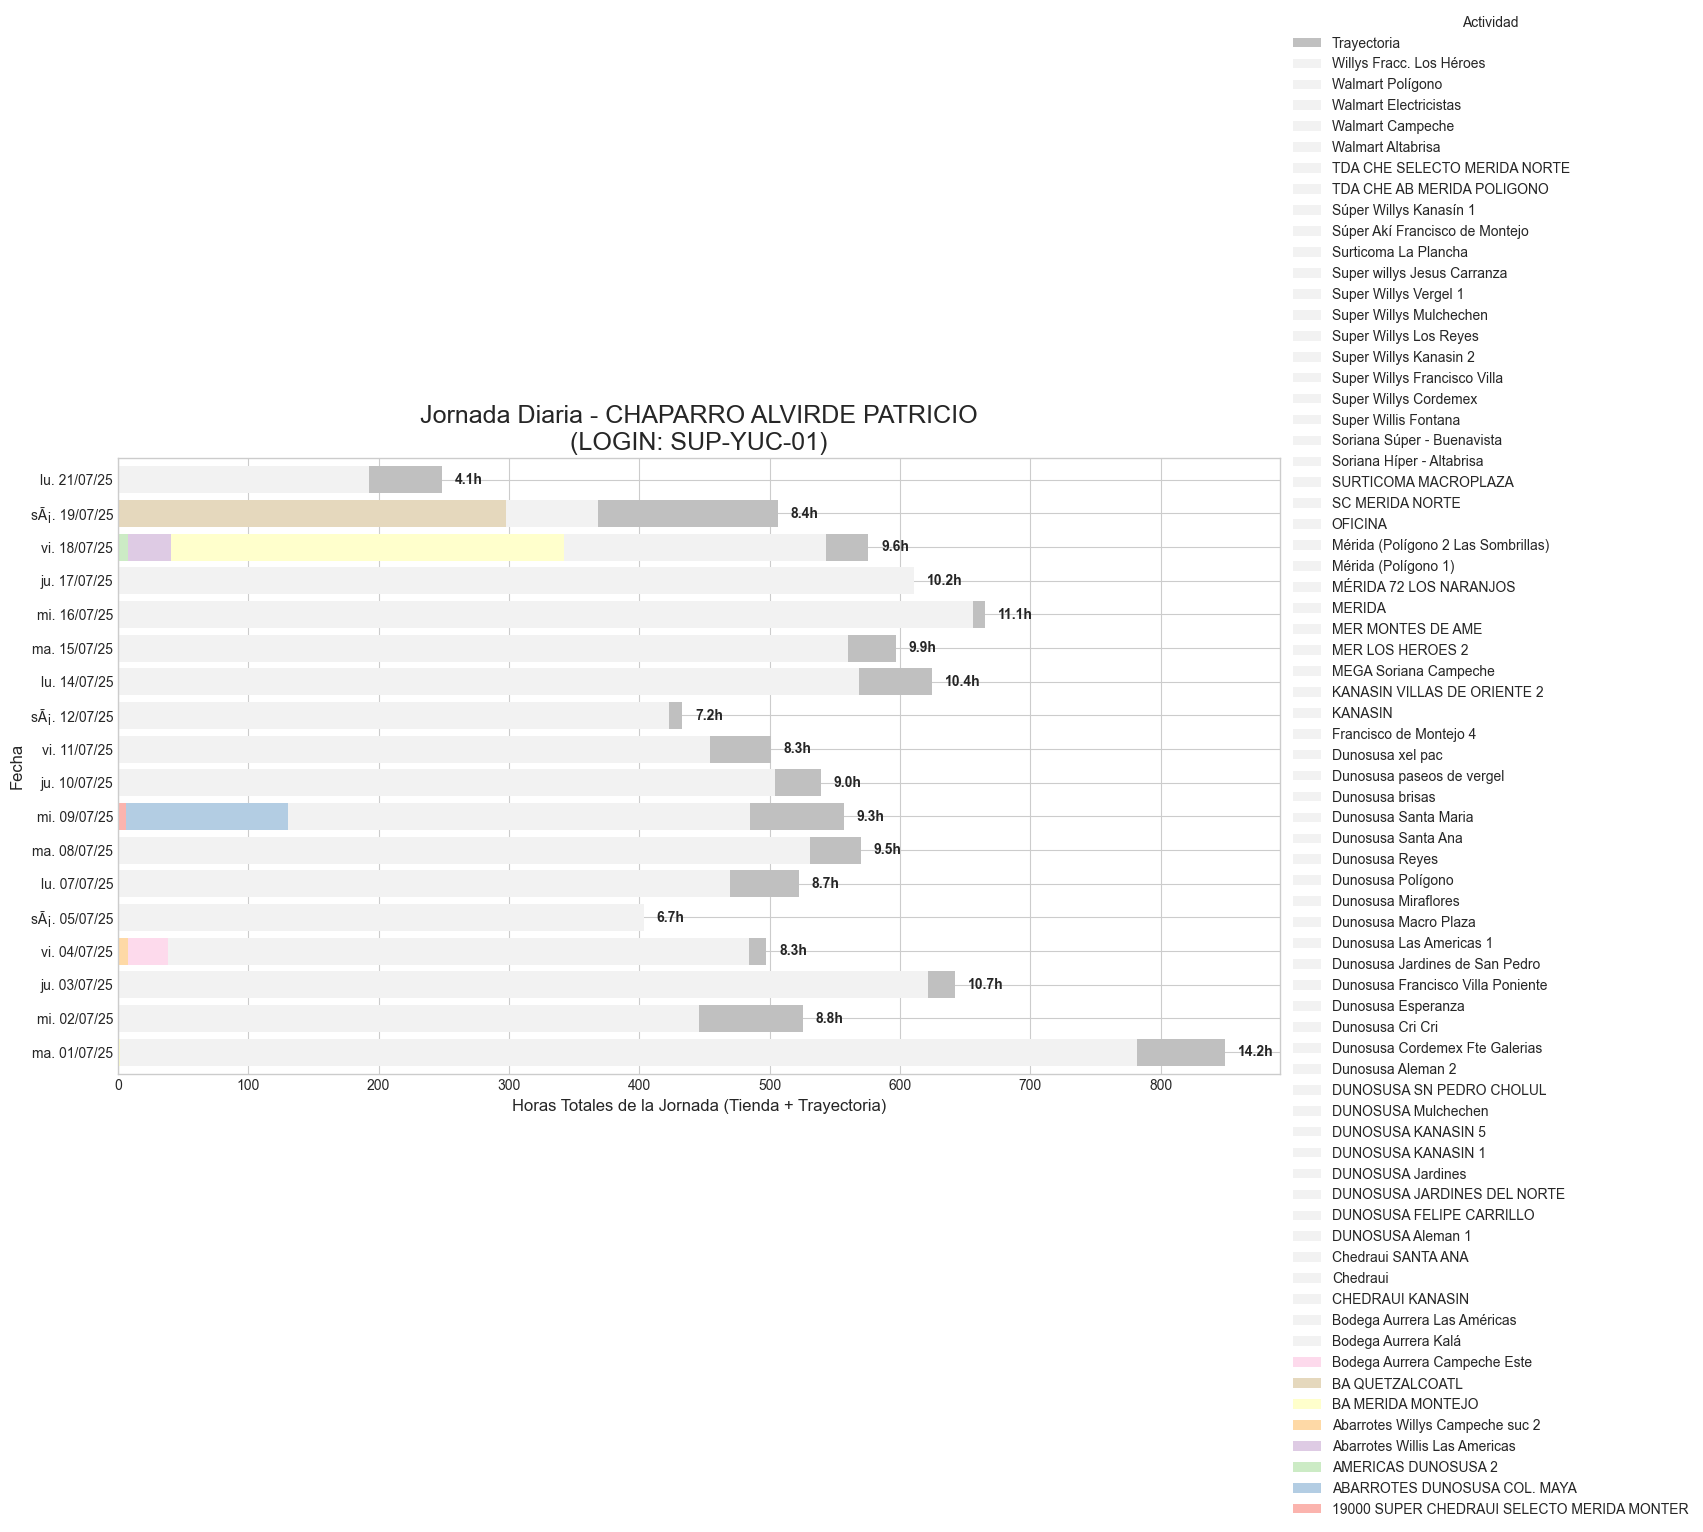 Actividad
Trayectoria
Willys Fracc. Los Héroes
Walmart Polígono
Walmart Electricistas
Walmart Campeche
Walmart Altabrisa
TDA CHE SELECTO MERIDA NORTE
TDA CHE AB MERIDA POLIGONO
Súper Willys Kanasín 1
Súper Akí Francisco de Montejo
Surticoma La Plancha
Super willys Jesus Carranza
Super Willys Vergel 1
Super Willys Mulchechen
Super Willys Los Reyes
Super Willys Kanasin 2
Super Willys Francisco Villa
Super Willys Cordemex
Super Willis Fontana
Soriana Súper - Buenavista
Soriana Híper - Altabrisa
SURTICOMA MACROPLAZA
SC MERIDA NORTE
OFICINA
Mérida (Polígono 2 Las Sombrillas)
Mérida (Polígono 1)
MÉRIDA 72 LOS NARANJOS
MERIDA
MER MONTES DE AME
MER LOS HEROES 2
MEGA Soriana Campeche
KANASIN VILLAS DE ORIENTE 2
KANASIN
Francisco de Montejo 4
Dunosusa xel pac
Dunosusa paseos de vergel
Dunosusa brisas
Dunosusa Santa Maria
Dunosusa Santa Ana
Dunosusa Reyes
Dunosusa Polígono
Dunosusa Miraflores
Dunosusa Macro Plaza
Dunosusa Las Americas 1
Dunosusa Jardines de San Pedro
Dunosusa Francisco Villa Poniente
Dunosusa Esperanza
Dunosusa Cri Cri
Dunosusa Cordemex Fte Galerias
Dunosusa Aleman 2
DUNOSUSA SN PEDRO CHOLUL
DUNOSUSA Mulchechen
DUNOSUSA KANASIN 5
DUNOSUSA KANASIN 1
DUNOSUSA Jardines
DUNOSUSA JARDINES DEL NORTE
DUNOSUSA FELIPE CARRILLO
DUNOSUSA Aleman 1
Chedraui SANTA ANA
Chedraui
CHEDRAUI KANASIN
Bodega Aurrera Las Américas
Bodega Aurrera Kalá
Bodega Aurrera Campeche Este
BA QUETZALCOATL
BA MERIDA MONTEJO
Abarrotes Willys Campeche suc 2
Abarrotes Willis Las Americas
AMERICAS DUNOSUSA 2
ABARROTES DUNOSUSA COL. MAYA
19000 SUPER CHEDRAUI SELECTO MERIDA MONTER
Jornada Diaria - CHAPARRO ALVIRDE PATRICIO
(LOGIN: SUP-YUC-01)
Fecha
lu. 21/07/25 4.1h
sÃ¡. 19/07/25 8.4h
vi. 18/07/25 9.6h
ju. 17/07/25 10.2h
mi. 16/07/25 11.1h
ma. 15/07/25 9.9h
lu. 14/07/25 10.4h
sÃ¡. 12/07/25 7.2h
vi. 11/07/25 8.3h
ju. 10/07/25 9.0h
mi. 09/07/25 9.3h
ma. 08/07/25 9.5h
lu. 07/07/25 8.7h
sÃ¡. 05/07/25 6.7h
vi. 04/07/25 8.3h
ju. 03/07/25 10.7h
mi. 02/07/25 8.8h
ma. 01/07/25 14.2h
0 100 200 300 400 500 600 700 800
Horas Totales de la Jornada (Tienda + Trayectoria)